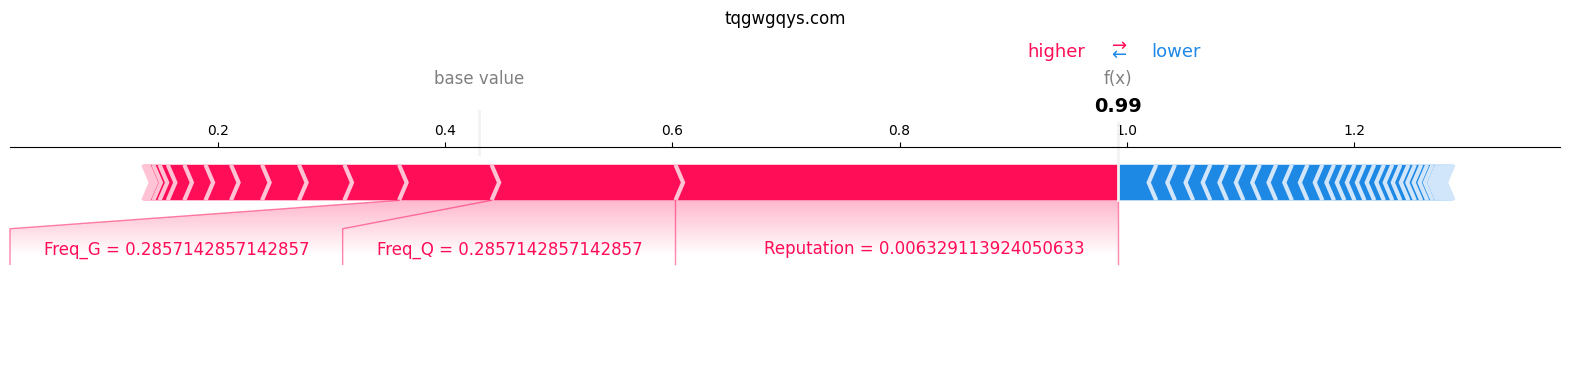 tqgwgqys.com
higher ⇄ lower
base value f(x)
0.99
0.2 0.4 0.6 0.8 1.0 1.2
Freq_G = 0.2857142857142857 Freq_Q = 0.2857142857142857 Reputation = 0.006329113924050633